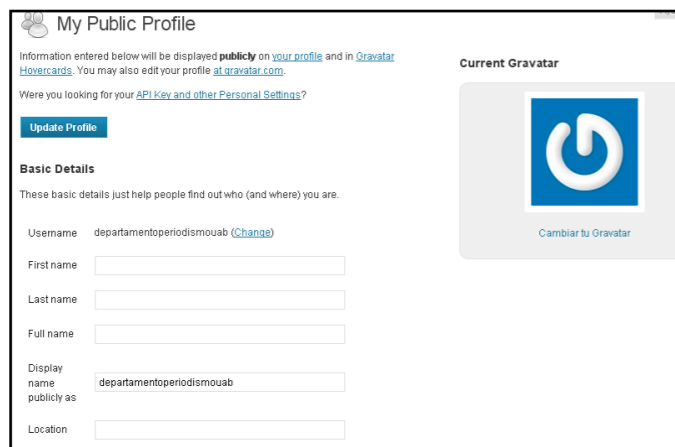 My Public Profile
Information entered below will be displayed publicly on your profile and in Gravatar
Hovercards. You may also edit your profile at gravatar.com.
Were you looking for your API Key and other Personal Settings?
Update Profile
Basic Details
These basic details just help people find out who (and where) you are.
Username departamentoperiodismouab (Change)
First name
Last name
Full name
Display
name
publicly as
departamentoperiodismouab
Location
Current Gravatar
Cambiar tu Gravatar